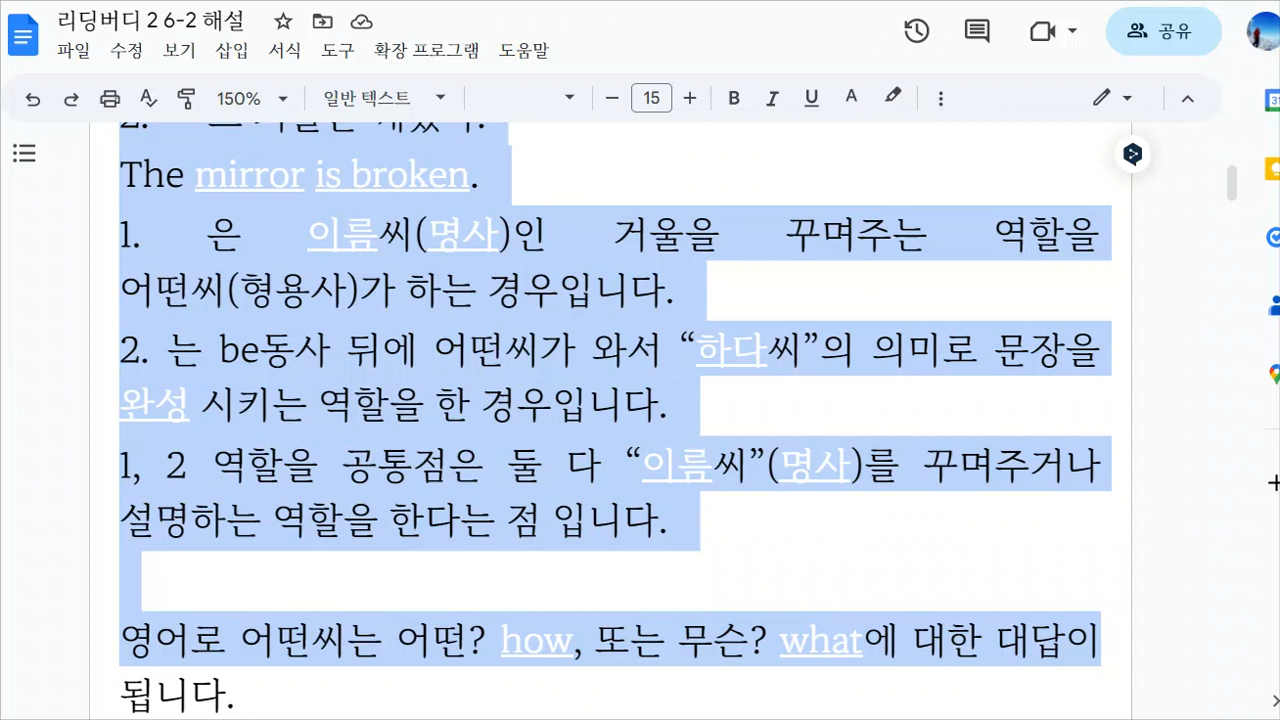 리딩버디 2 6-2 해설
파일 수정 보기 삽입 서식 도구 확장 프로그램 도움말
공유
150% 일반 텍스트 15 B I U A
The mirror is broken.
1. 은 이름씨(명사)인 거울을 꾸며주는 역할을
어떤씨(형용사)가 하는 경우입니다.
2. 는 be동사 뒤에 어떤씨가 와서 “하다씨”의 의미로 문장을
완성 시키는 역할을 한 경우입니다.
1, 2 역할을 공통점은 둘 다 “이름씨”(명사)를 꾸며주거나
설명하는 역할을 한다는 점 입니다.
영어로 어떤씨는 어떤? how, 또는 무슨? what에 대한 대답이
됩니다.